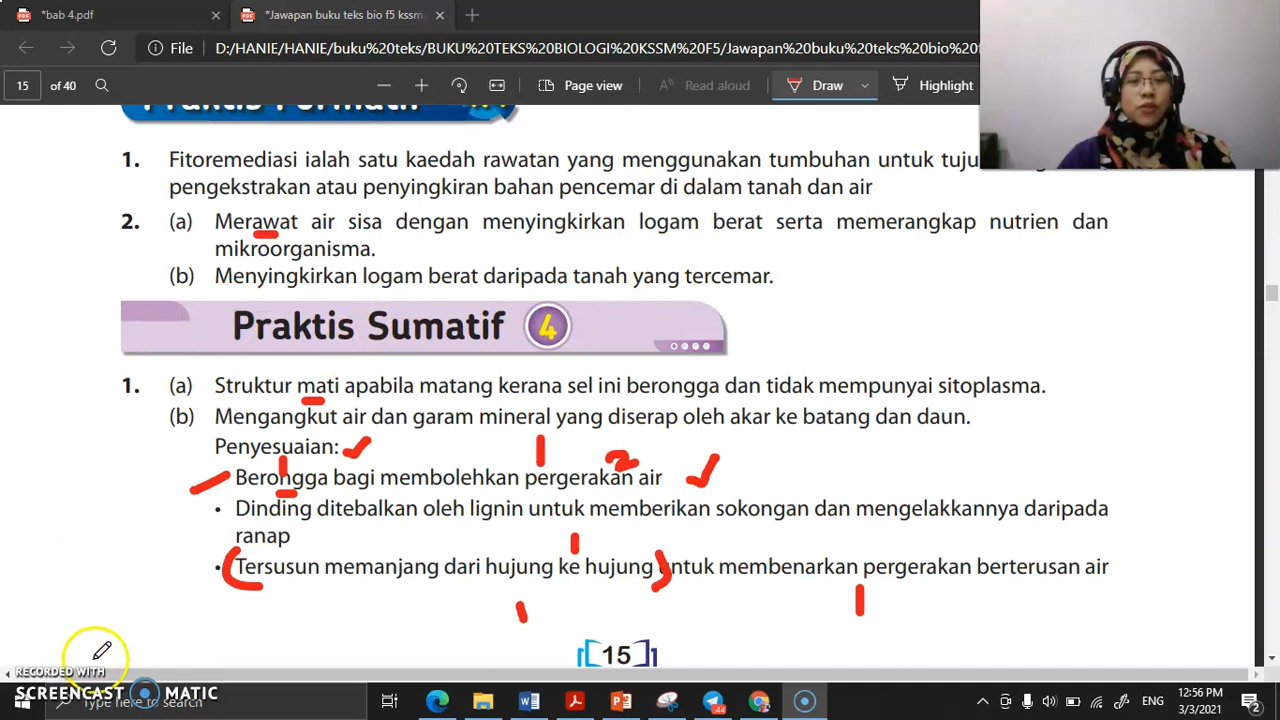 *bab 4.pdf
*Jawapan buku teks bio f5 kssm
File
D:/HANIE/HANIE/buku%20teks/BUKU%20TEKS%20BIOLOGI%20KSSM%20F5/Jawapan%20buku%20teks%20bio%20
15 of 40
Page view
Read aloud
Draw
Highlight
Praktis Formatif
1. Fitoremediasi ialah satu kaedah rawatan yang menggunakan tumbuhan untuk
pengekstrakan atau penyingkiran bahan pencemar di dalam tanah dan air
2. (a) Merawat air sisa dengan menyingkirkan logam berat serta memerangkap nutrien dan
mikroorganisma.
(b) Menyingkirkan logam berat daripada tanah yang tercemar.
Praktis Sumatif 4
1. (a) Struktur mati apabila matang kerana sel ini berongga dan tidak mempunyai sitoplasma.
(b) Mengangkut air dan garam mineral yang diserap oleh akar ke batang dan daun.
Penyesuaian:
Berongga bagi membolehkan pergerakan air
• Dinding ditebalkan oleh lignin untuk memberikan sokongan dan mengelakkannya daripada
ranap
• Tersusun memanjang dari hujung ke hujung untuk membenarkan pergerakan berterusan air
15
RECORDED WITH
SCREENCAST MATIC
Type here to search
44
ENG
12:56 PM
3/3/2021
2